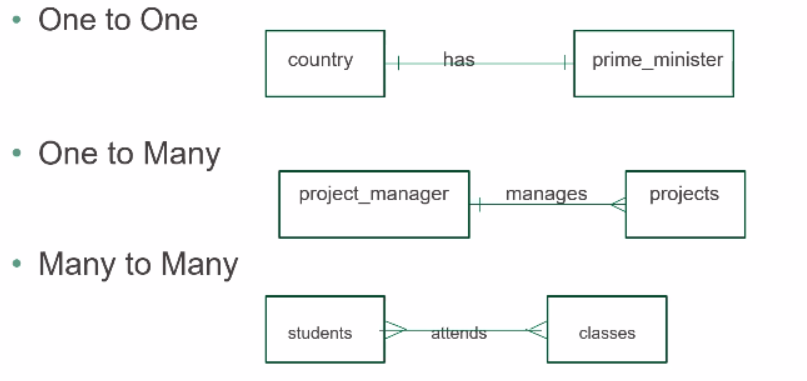 • One to One
country has prime_minister
• One to Many
project_manager manages projects
• Many to Many
students attends classes